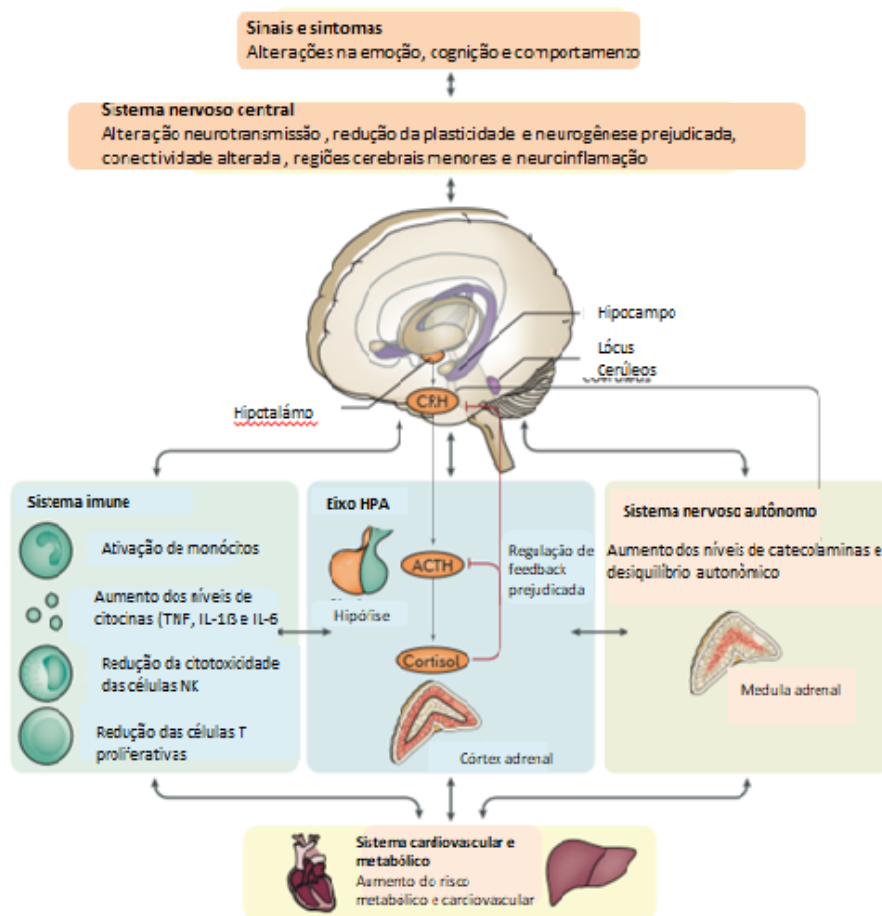 Sinais e sintomas
Alterações na emoção, cognição e comportamento
Sistema nervoso central
Alteração neurotransmissão , redução da plasticidade e neurogênese prejudicada,
conectividade alterada , regiões cerebrais menores e neuroinflamação
Hipocampo
Lócus
Cerúleos
Hipotalámo
CRH
Sistema imune
Ativação de monócitos
Aumento dos níveis de
citocinas (TNF, IL-1ß e IL-6
Redução da citotoxicidade
das células NK
Redução das células T
proliferativas
Eixo HPA
ACTH
Regulação de
feedback
prejudicada
Hipófise
Cortisol
Córtex adrenal
Sistema nervoso autônomo
Aumento dos níveis de catecolaminas e
desiquilíbrio autonômico
Medula adrenal
Sistema cardiovascular e
metabólico
Aumento do risco
metabólico e carciovascular